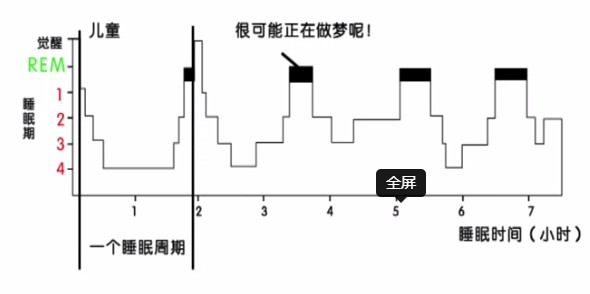 儿童
很可能正在做梦呢！
觉醒
REM
1
2
3
4
睡眠期
全屏
1 2 3 4 5 6 7
睡眠时间（小时）
一个睡眠周期